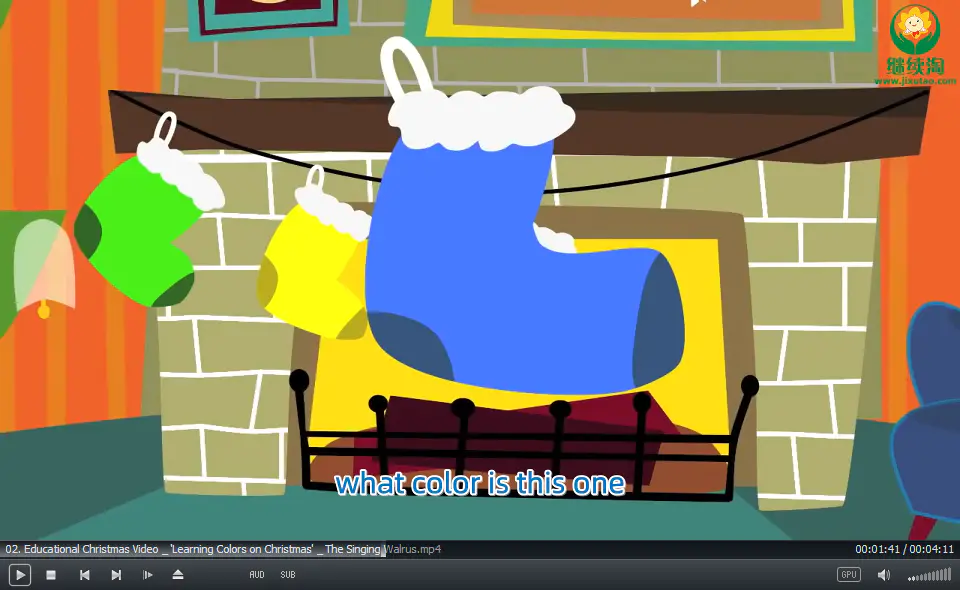 继续淘
www.jixutao.com
what color is this one
02. Educational Christmas Video _ 'Learning Colors on Christmas' _ The Singing Walrus.mp4
00:01:41 / 00:04:11
AUD SUB
GPU